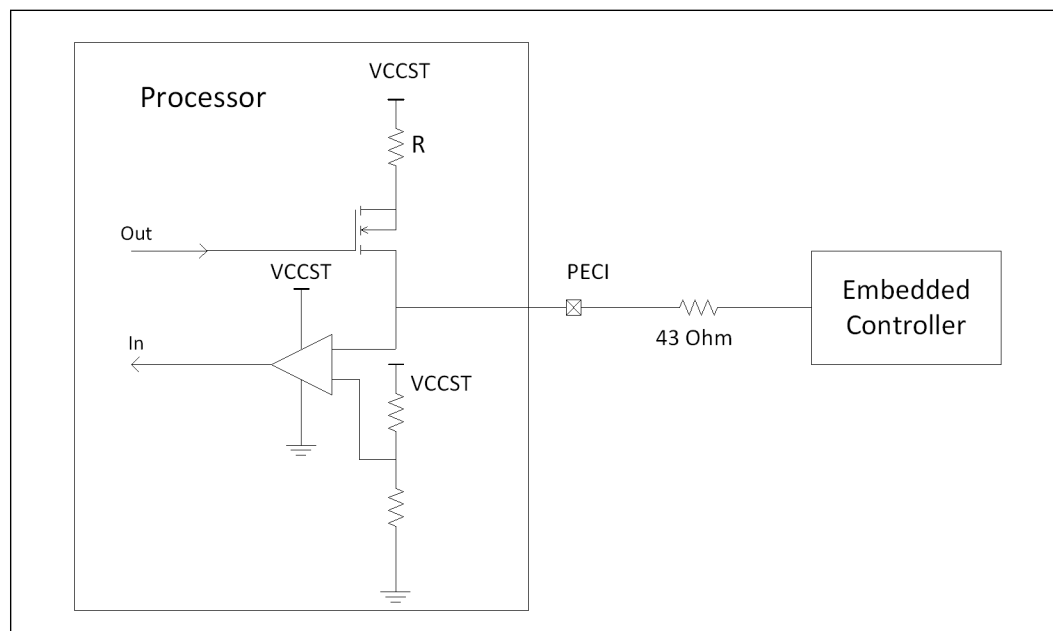 VCCST
Processor
R
Out
VCCST
PECI
Embedded
Controller
In
43 Ohm
VCCST